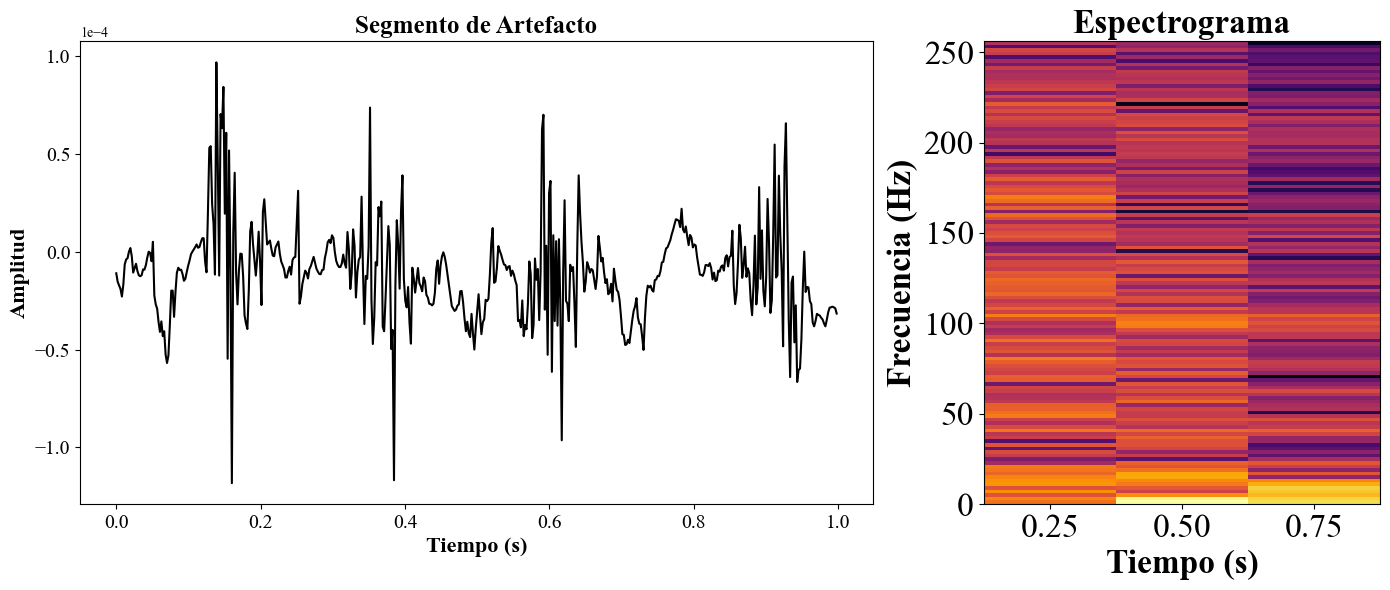 Segmento de Artefacto
1e−4
1.0
0.5
0.0
−0.5
−1.0
Amplitud
0.0 0.2 0.4 0.6 0.8 1.0
Tiempo (s)
Espectrograma
250
200
150
100
50
0
Frecuencia (Hz)
0.25 0.50 0.75
Tiempo (s)